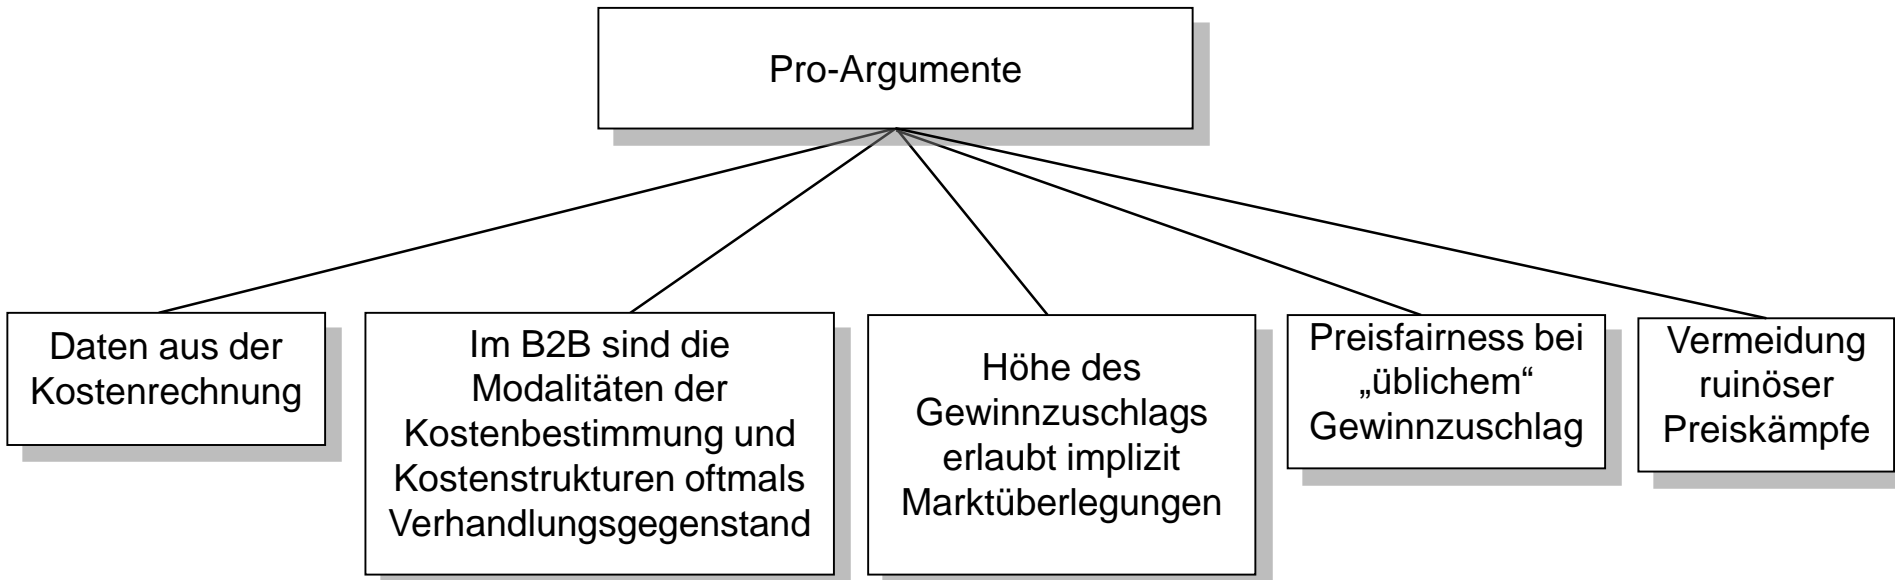 Pro-Argumente
Daten aus der
Kostenrechnung
Im B2B sind die
Modalitäten der
Kostenbestimmung und
Kostenstrukturen oftmals
Verhandlungsgegenstand
Höhe des
Gewinnzuschlags
erlaubt implizit
Marktüberlegungen
Preisfairness bei
„üblichem“
Gewinnzuschlag
Vermeidung
ruinöser
Preiskämpfe